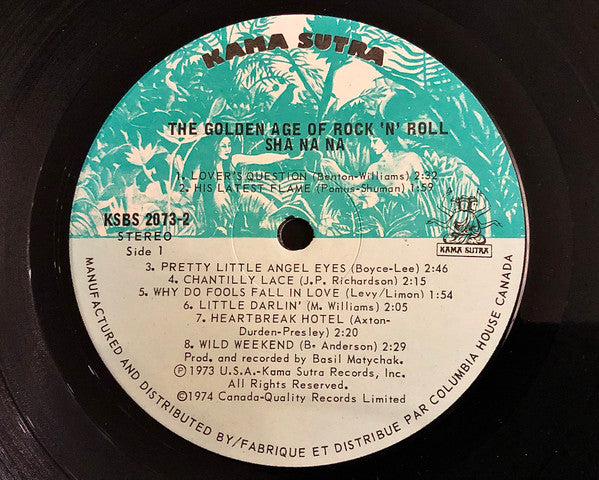 KAMA SUTRA
THE GOLDEN AGE OF ROCK 'N' ROLL
SHA NA NA
1. LOVER'S QUESTION (Benton-Williams) 2:32
2. HIS LATEST FLAME (Pomus-Shuman) 1:59
KSBS 2073-2
STEREO
Side 1
KAMA SUTRA
3. PRETTY LITTLE ANGEL EYES (Boyce-Lee) 2:46
4. CHANTILLY LACE (J.P. Richardson) 2:15
5. WHY DO FOOLS FALL IN LOVE (Levy/Limon) 1:54
6. LITTLE DARLIN' (M. Williams) 2:05
7. HEARTBREAK HOTEL (Axton-
Durden-Presley) 2:20
8. WILD WEEKEND (B. Anderson) 2:29
Prod. and recorded by Basil Matychak.
Ⓟ1973 U.S.A.-Kama Sutra Records, Inc.
All Rights Reserved.
©1974 Canada-Quality Records Limited
MANUFACTURED AND DISTRIBUTED BY/FABRIQUE ET DISTRIBUE PAR COLUMBIA HOUSE CANADA